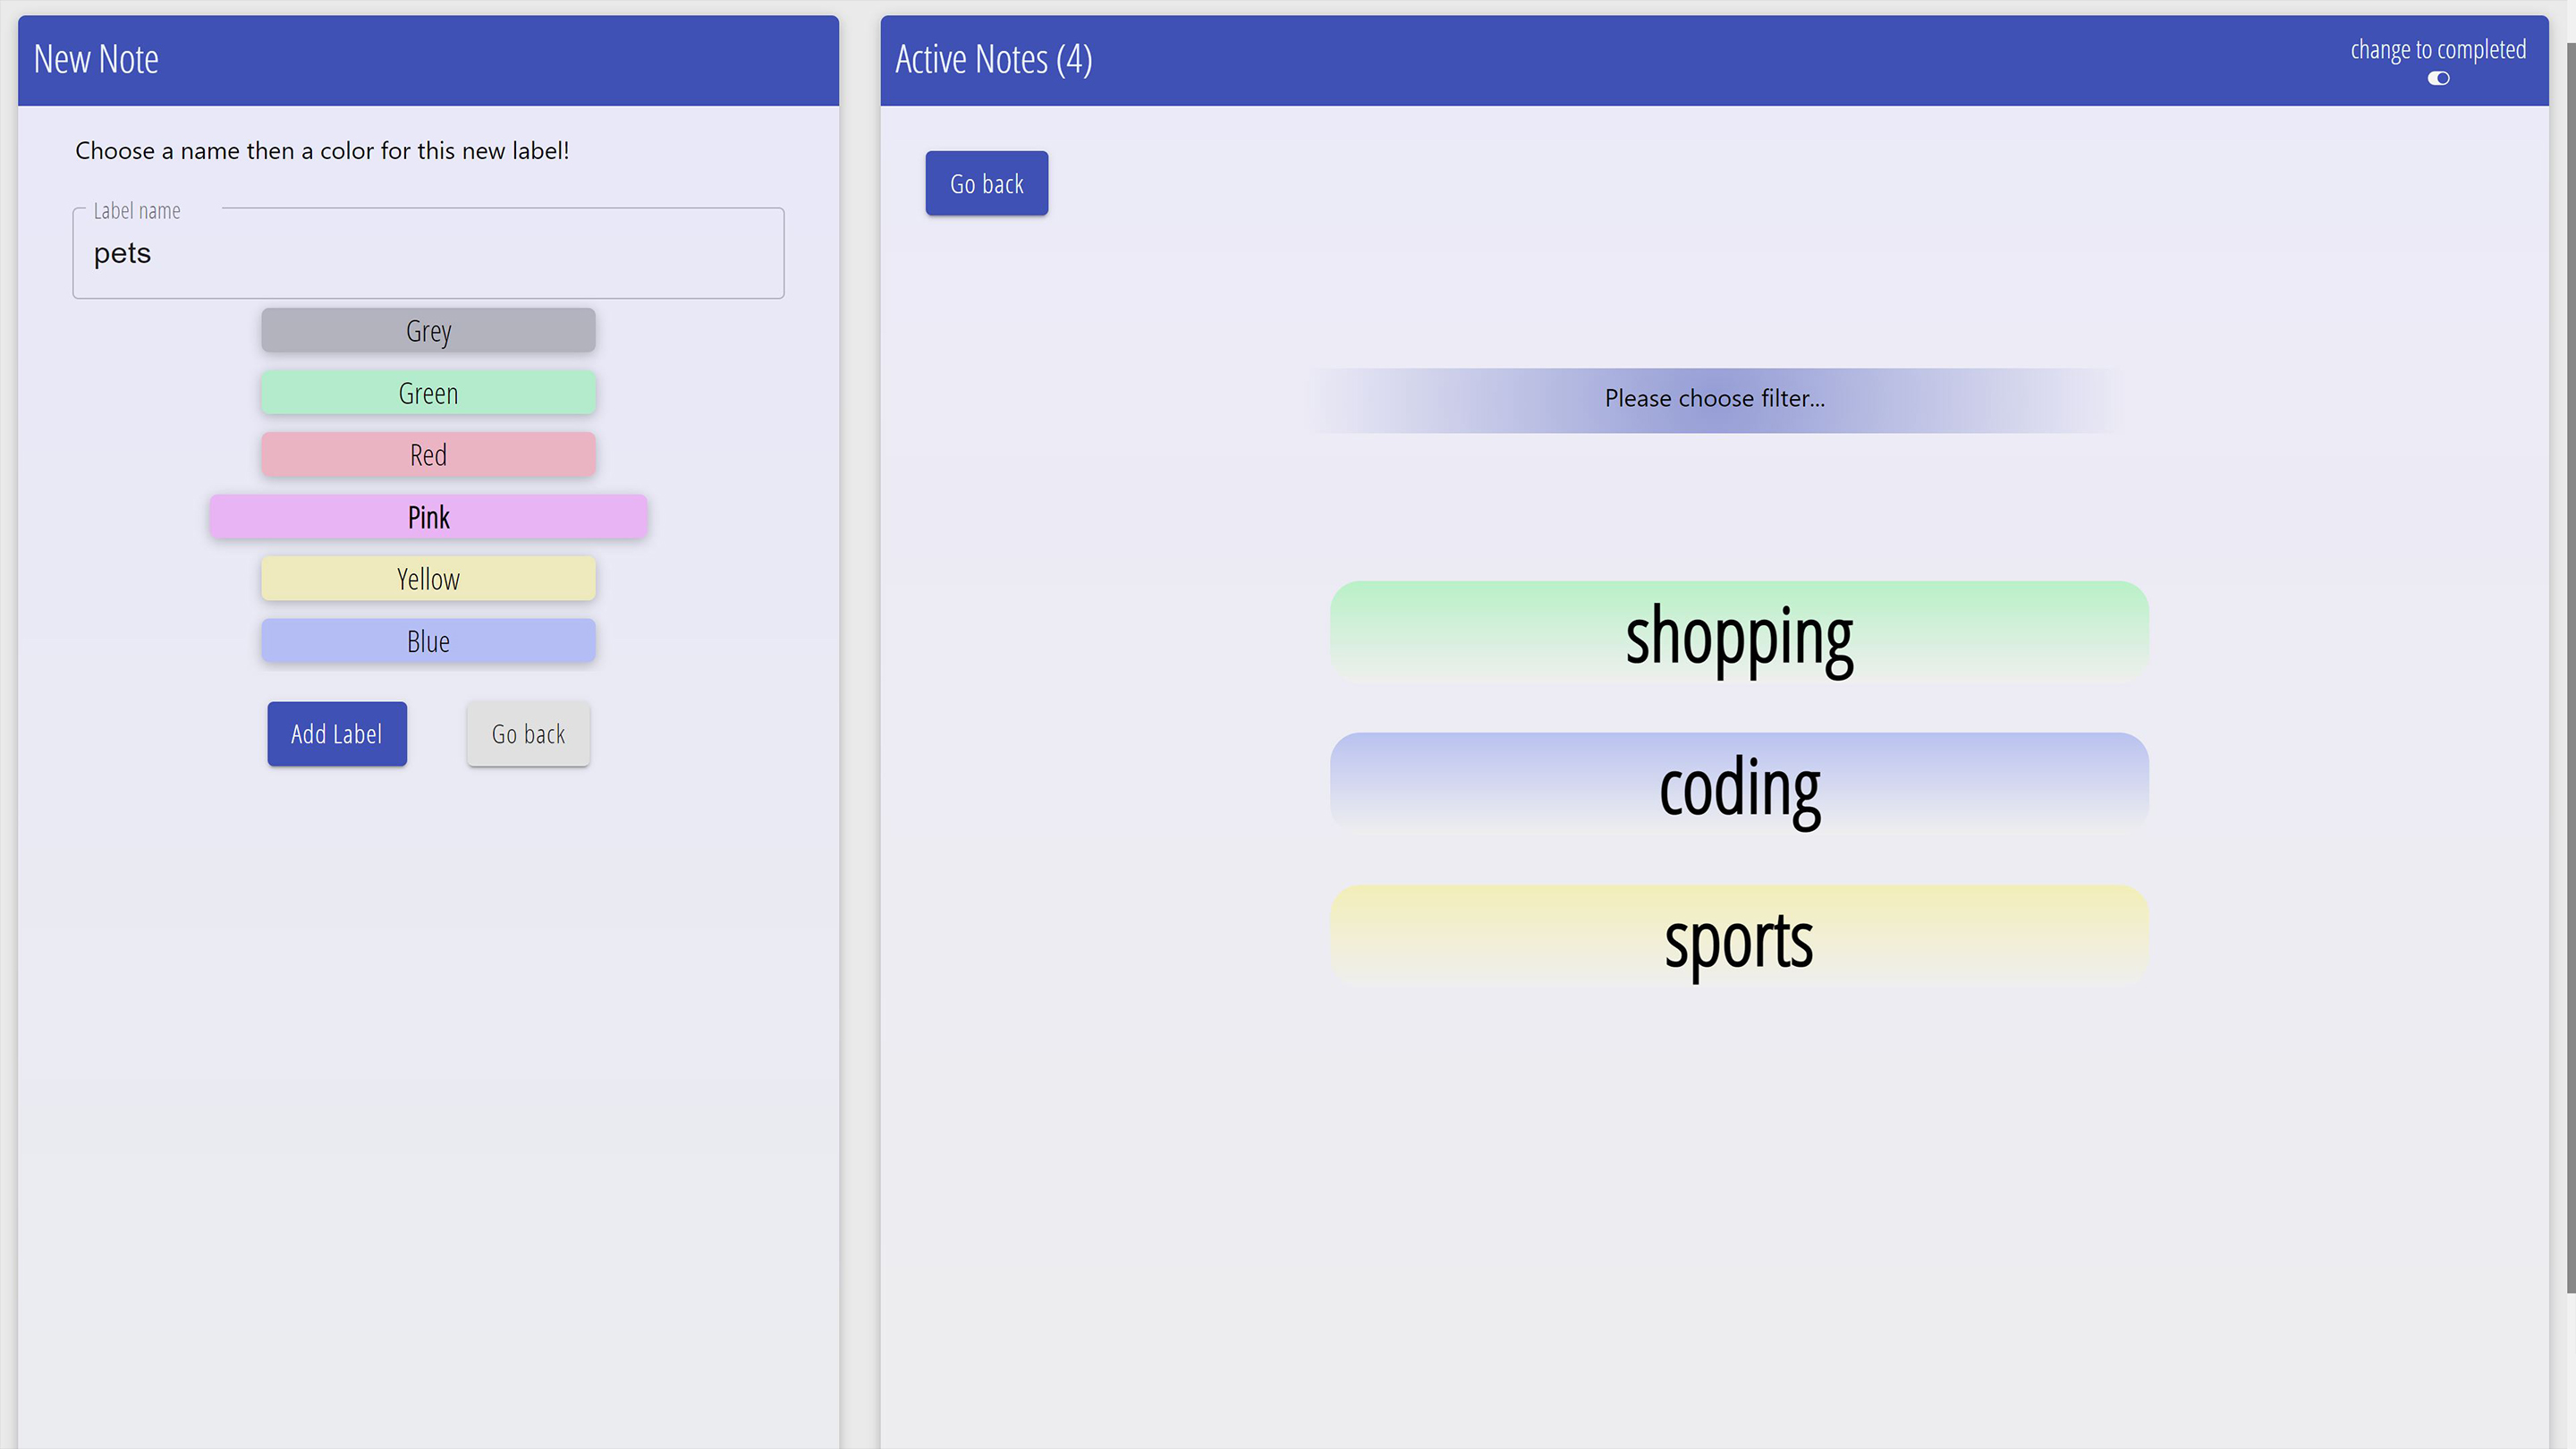 New Note
Choose a name then a color for this new label!
Label name
pets
Grey
Green
Red
Pink
Yellow
Blue
Add Label
Go back
Active Notes (4)
change to completed
Go back
Please choose filter...
shopping
coding
sports